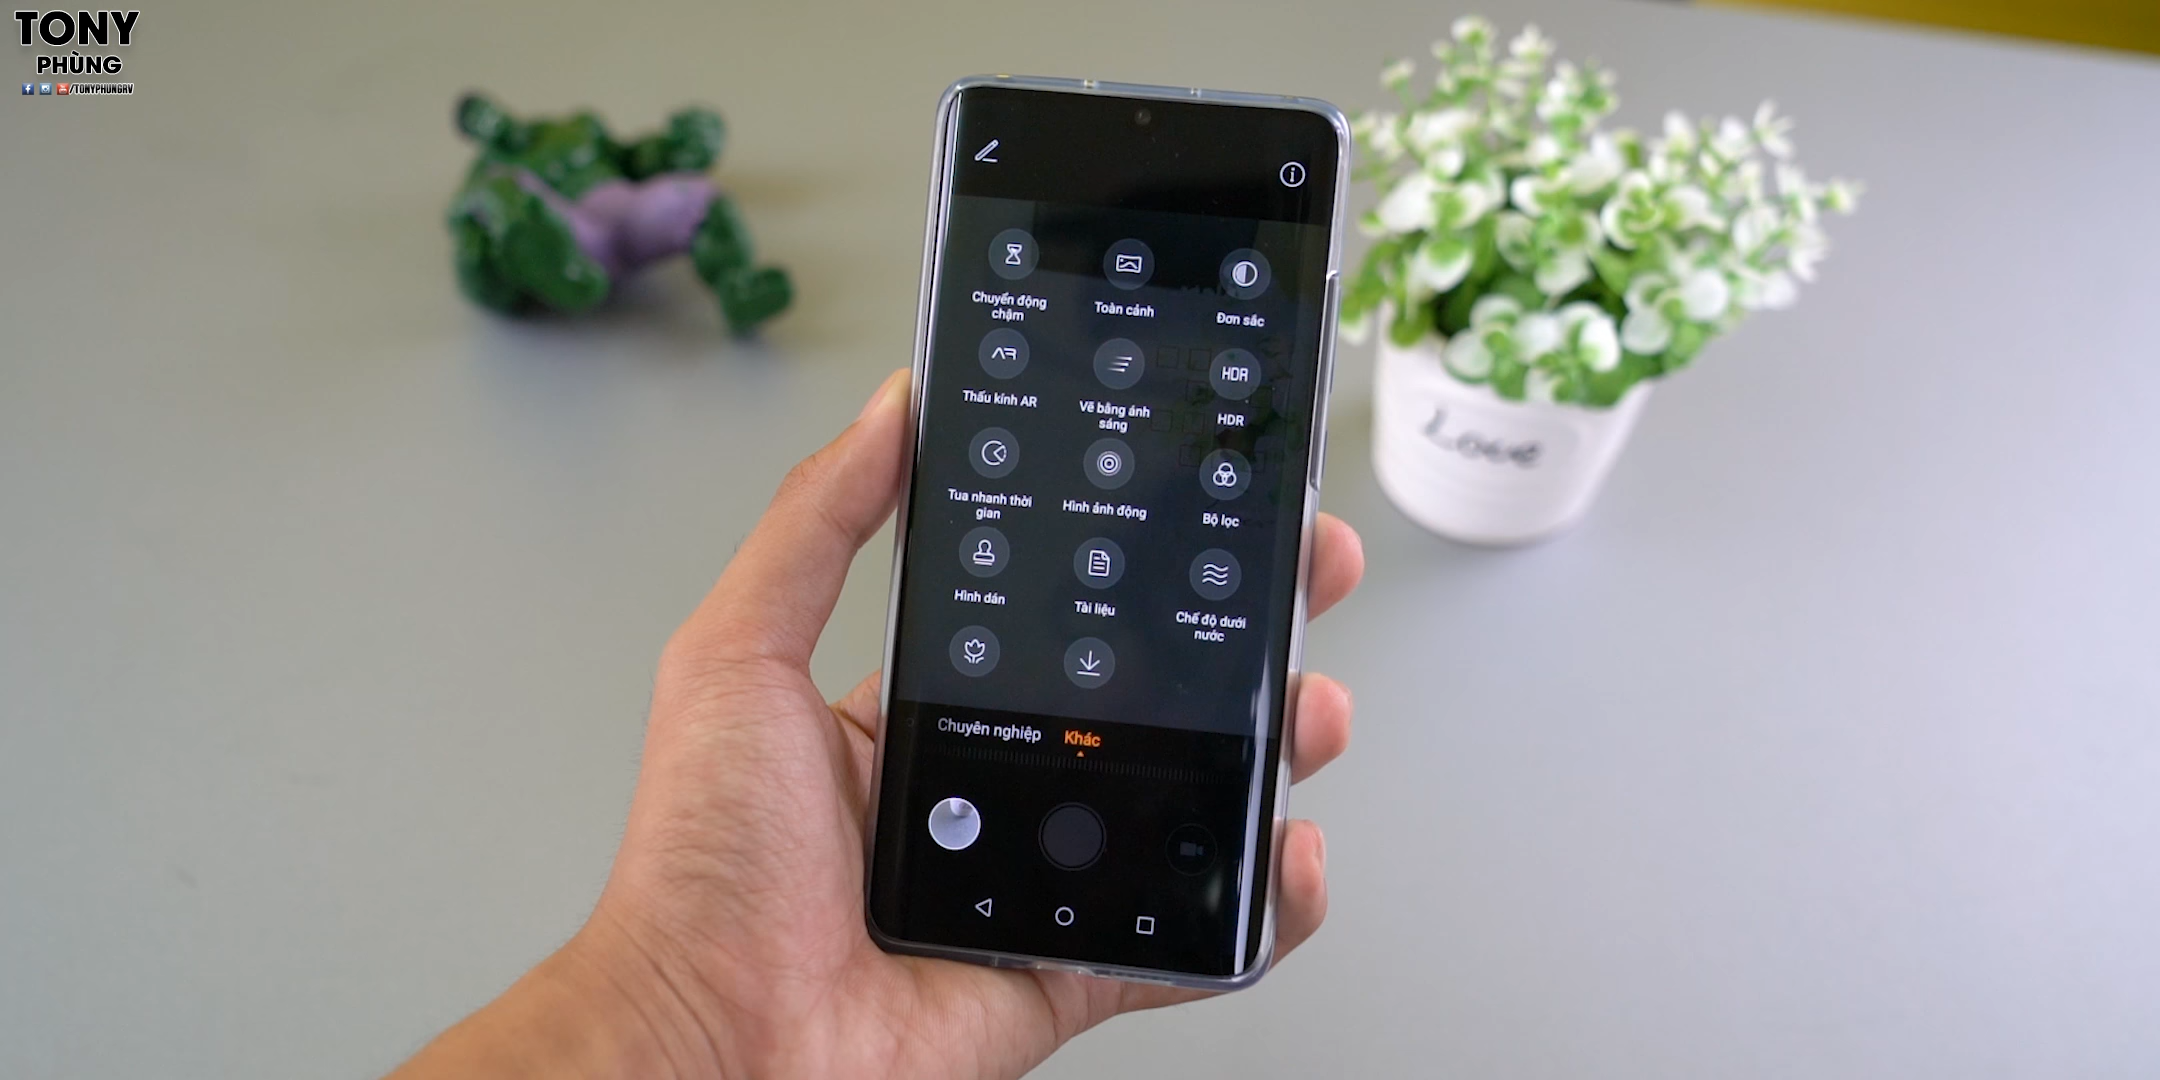 TONY
PHÙNG
/TONYPHUNGRV
Chuyển động
chậm
Toàn cảnh
Đơn sắc
AR
HDR
Thấu kính AR
Vẽ bằng ánh
sáng
HDR
Tua nhanh thời
gian
Hình ảnh động
Bộ lọc
Hình dán
Tài liệu
Chế độ dưới
nước
Chuyên nghiệp
Khác
Love